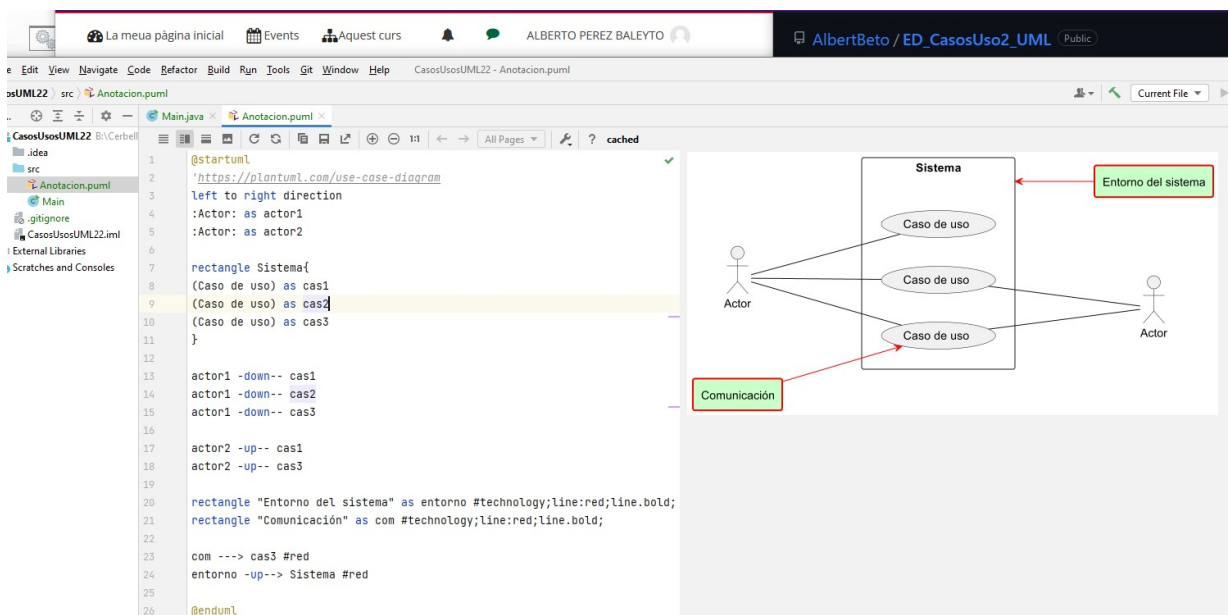 La meua pàgina inicial Events Aquest curs ALBERTO PEREZ BALEYTO AlbertBeto / ED_CasosUso2_UML Public
e Edit View Navigate Code Refactor Build Run Tools Git Window Help CasosUsosUML22 - Anotacion.puml
osUML22 src Anotacion.puml Current File
Main.java Anotacion.puml
CasosUsosUML22 B:\Cerbell
.idea
src
Anotacion.puml
Main
.gitignore
CasosUsosUML22.iml
External Libraries
Scratches and Consoles
1:1 All Pages ? cached
1 @startuml
2 'https://plantuml.com/use-case-diagram
3 left to right direction
4 :Actor: as actor1
5 :Actor: as actor2
6
7 rectangle Sistema{
8 (Caso de uso) as cas1
9 (Caso de uso) as cas2
10 (Caso de uso) as cas3
11 }
12
13 actor1 -down-- cas1
14 actor1 -down-- cas2
15 actor1 -down-- cas3
16
17 actor2 -up-- cas1
18 actor2 -up-- cas3
19
20 rectangle "Entorno del sistema" as entorno #technology;line:red;line.bold;
21 rectangle "Comunicación" as com #technology;line:red;line.bold;
22
23 com ---> cas3 #red
24 entorno -up--> Sistema #red
25
26 @enduml
Sistema
Entorno del sistema
Caso de uso
Caso de uso
Actor
Caso de uso
Actor
Comunicación